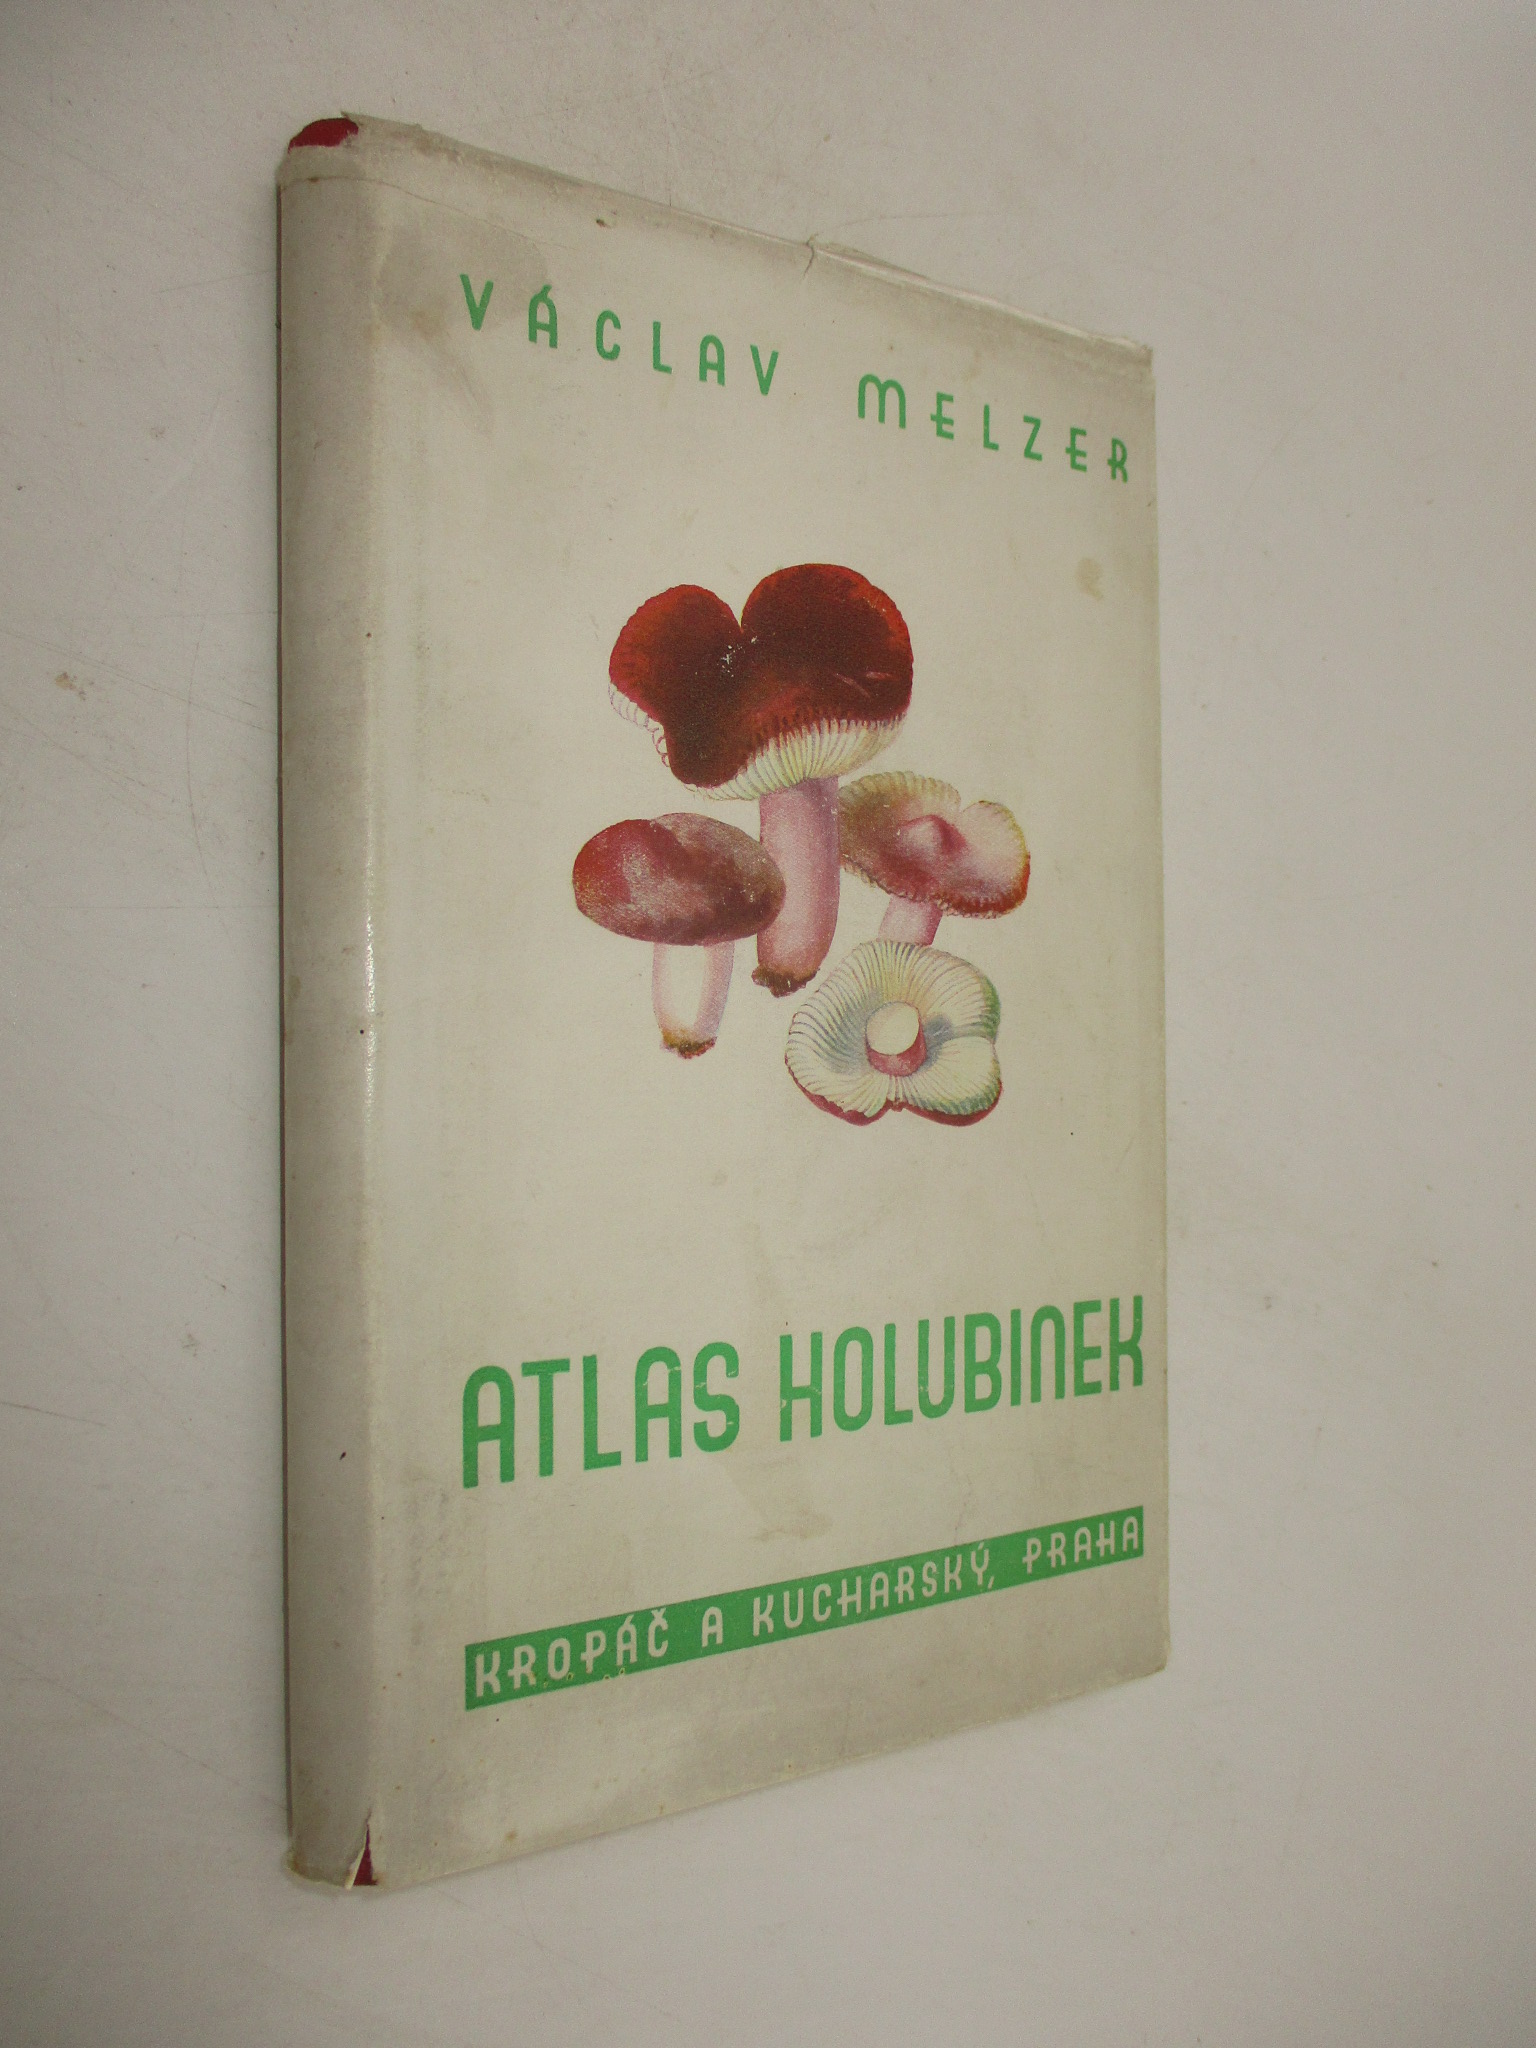 VÁCLAV MELZER
ATLAS HOLUBINEK
KROPÁČ A KUCHARSKÝ, PRAHA